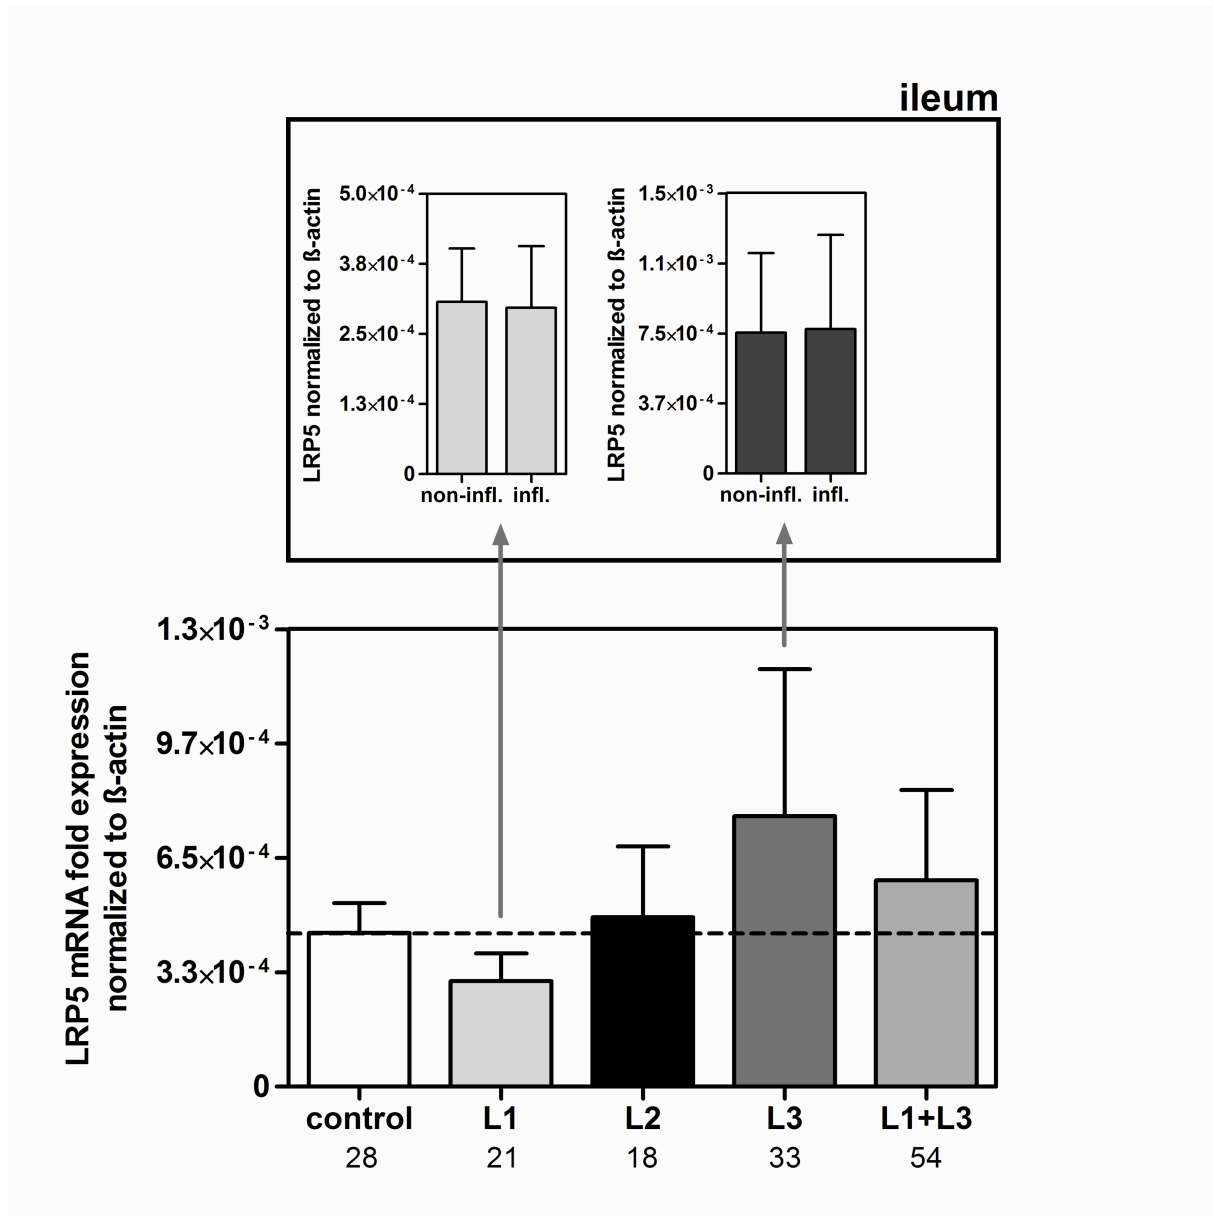 ileum
LRP5 normalized to ß-actin
5.0×10⁻⁴
3.8×10⁻⁴
2.5×10⁻⁴
1.3×10⁻⁴
0
non-infl. infl.
LRP5 normalized to ß-actin
1.5×10⁻³
1.1×10⁻³
7.5×10⁻⁴
3.7×10⁻⁴
0
non-infl. infl.
LRP5 mRNA fold expression
normalized to ß-actin
1.3×10⁻³
9.7×10⁻⁴
6.5×10⁻⁴
3.3×10⁻⁴
0
control L1 L2 L3 L1+L3
28 21 18 33 54